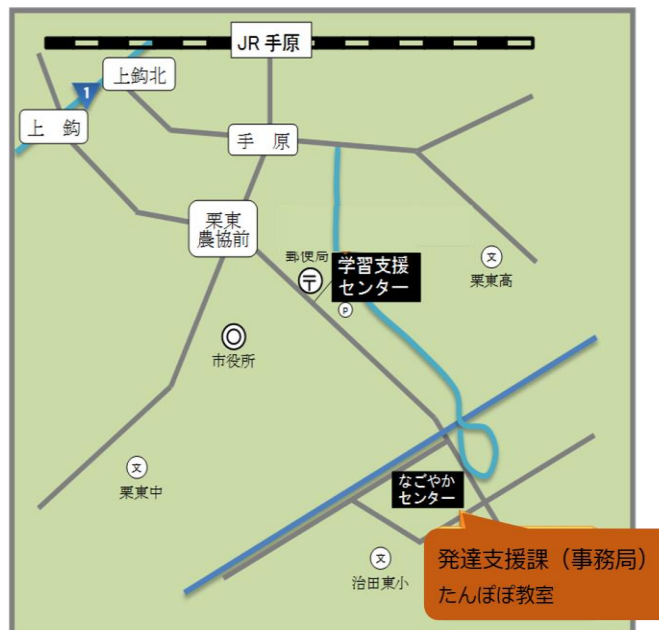 JR 手原
上鈎北
1
上 鈎
手 原
栗東
農協前
郵便局
〒
学習支援
センター
P
文
栗東高
市役所
文
栗東中
なごやか
センター
文
治田東小
発達支援課（事務局）
たんぽぽ教室